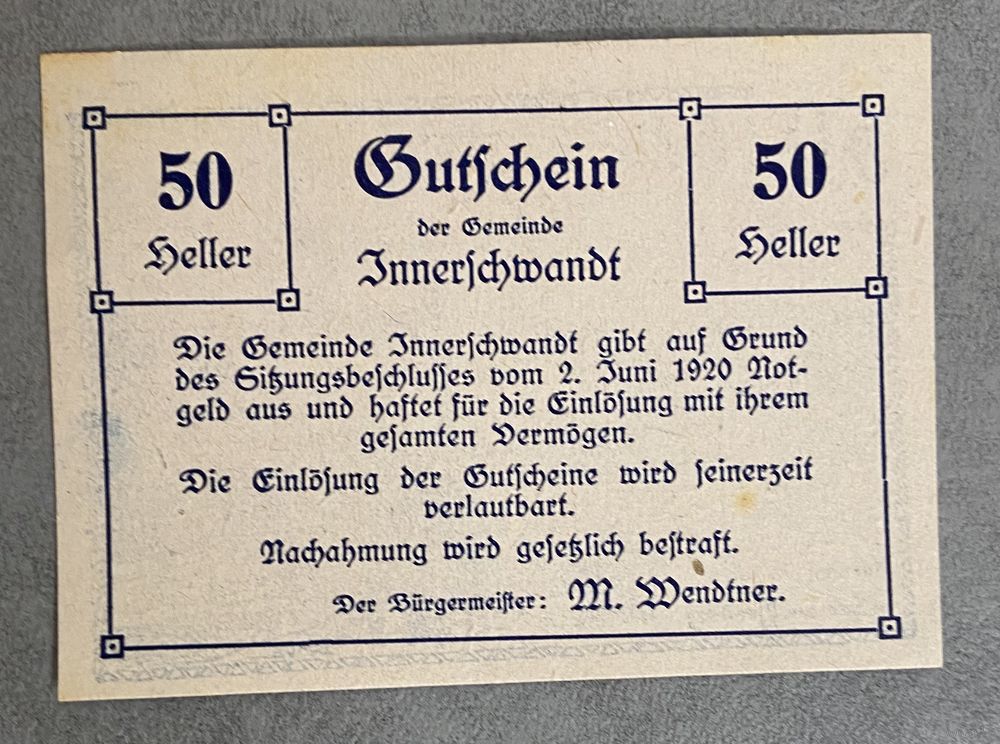 50
Heller
Gutschein
der Gemeinde
Innerschwandt
50
Heller
Die Gemeinde Innerschwandt gibt auf Grund
des Sitzungsbeschlusses vom 2. Juni 1920 Not-
geld aus und haftet für die Einlösung mit ihrem
gesamten Vermögen.
Die Einlösung der Gutscheine wird seinerzeit
verlautbart.
Nachahmung wird gesetzlich bestraft.
Der Bürgermeister: M. Wendtner.